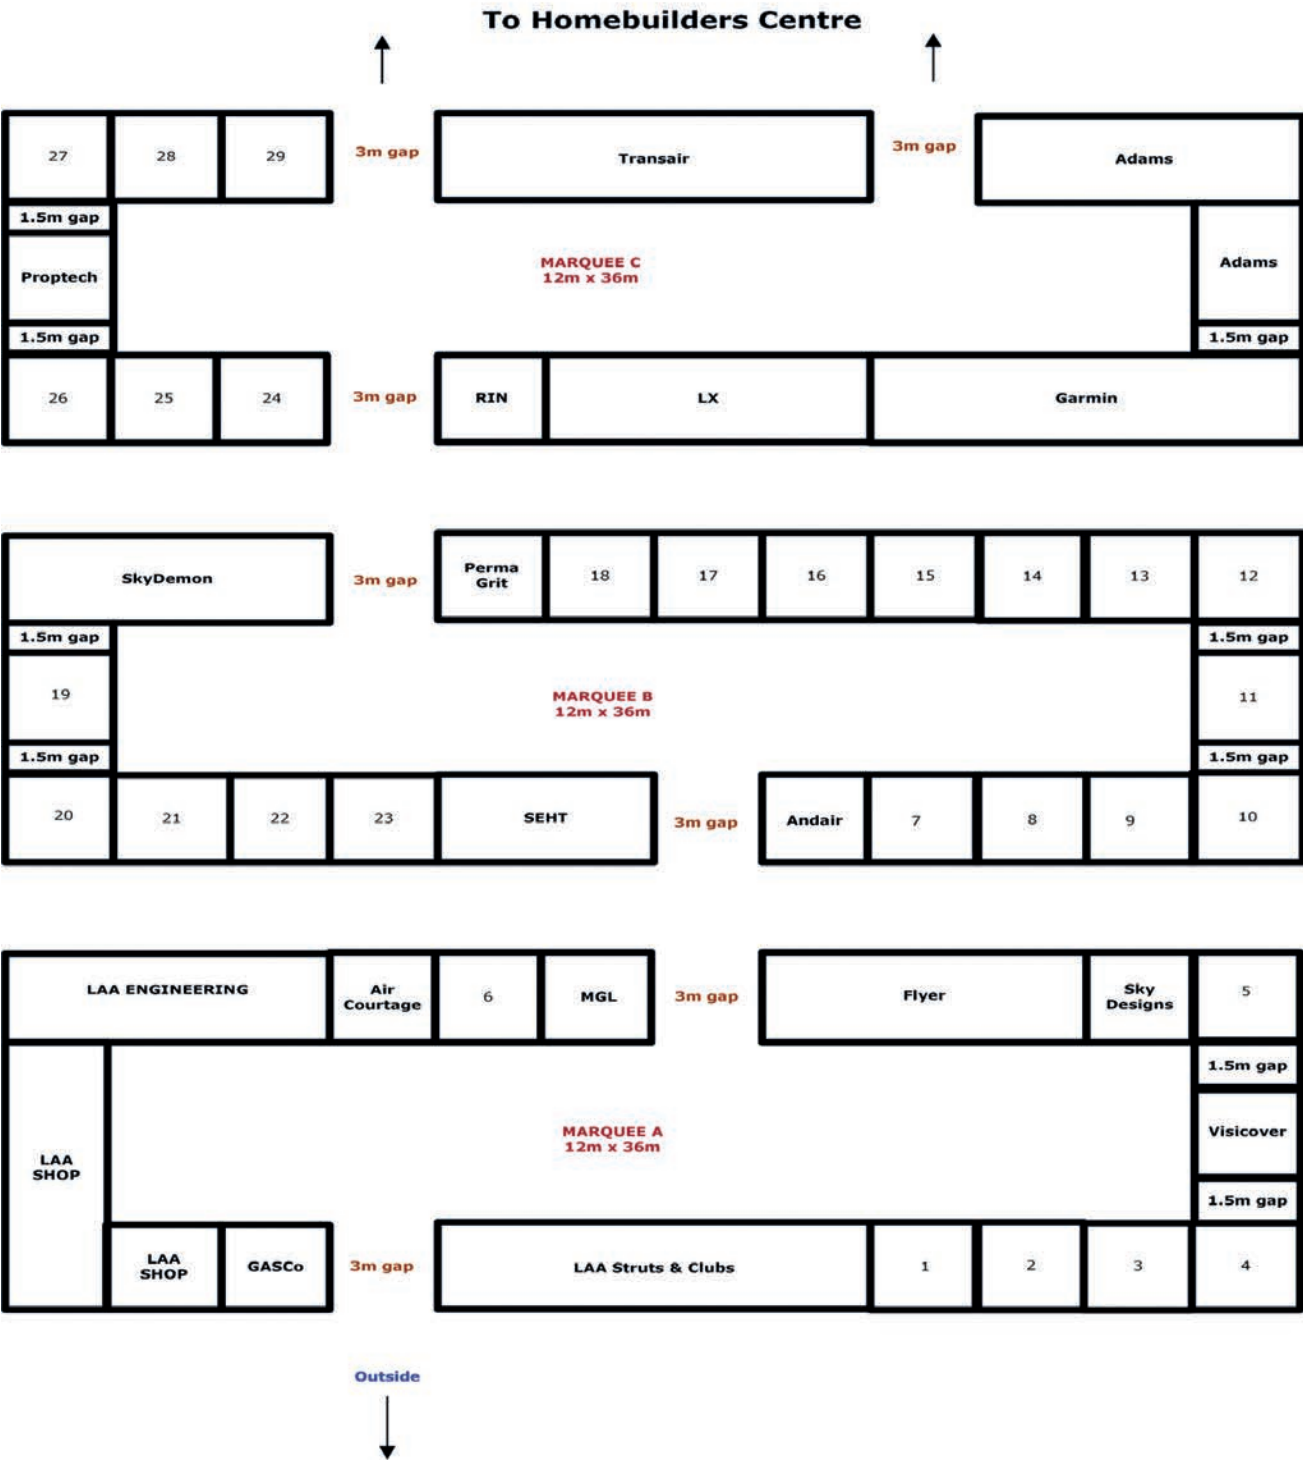 To Homebuilders Centre
27
28
29
3m gap
Transair
3m gap
Adams
1.5m gap
Proptech
1.5m gap
MARQUEE C
12m x 36m
Adams
1.5m gap
26
25
24
3m gap
RIN
LX
Garmin
SkyDemon
3m gap
Perma
Grit
18
17
16
15
14
13
12
1.5m gap
19
1.5m gap
MARQUEE B
12m x 36m
1.5m gap
11
1.5m gap
20
21
22
23
SEHT
3m gap
Andair
7
8
9
10
LAA ENGINEERING
Air
Courtage
6
MGL
3m gap
Flyer
Sky
Designs
5
LAA
SHOP
MARQUEE A
12m x 36m
1.5m gap
Visicover
1.5m gap
LAA
SHOP
GASCo
3m gap
LAA Struts & Clubs
1
2
3
4
Outside